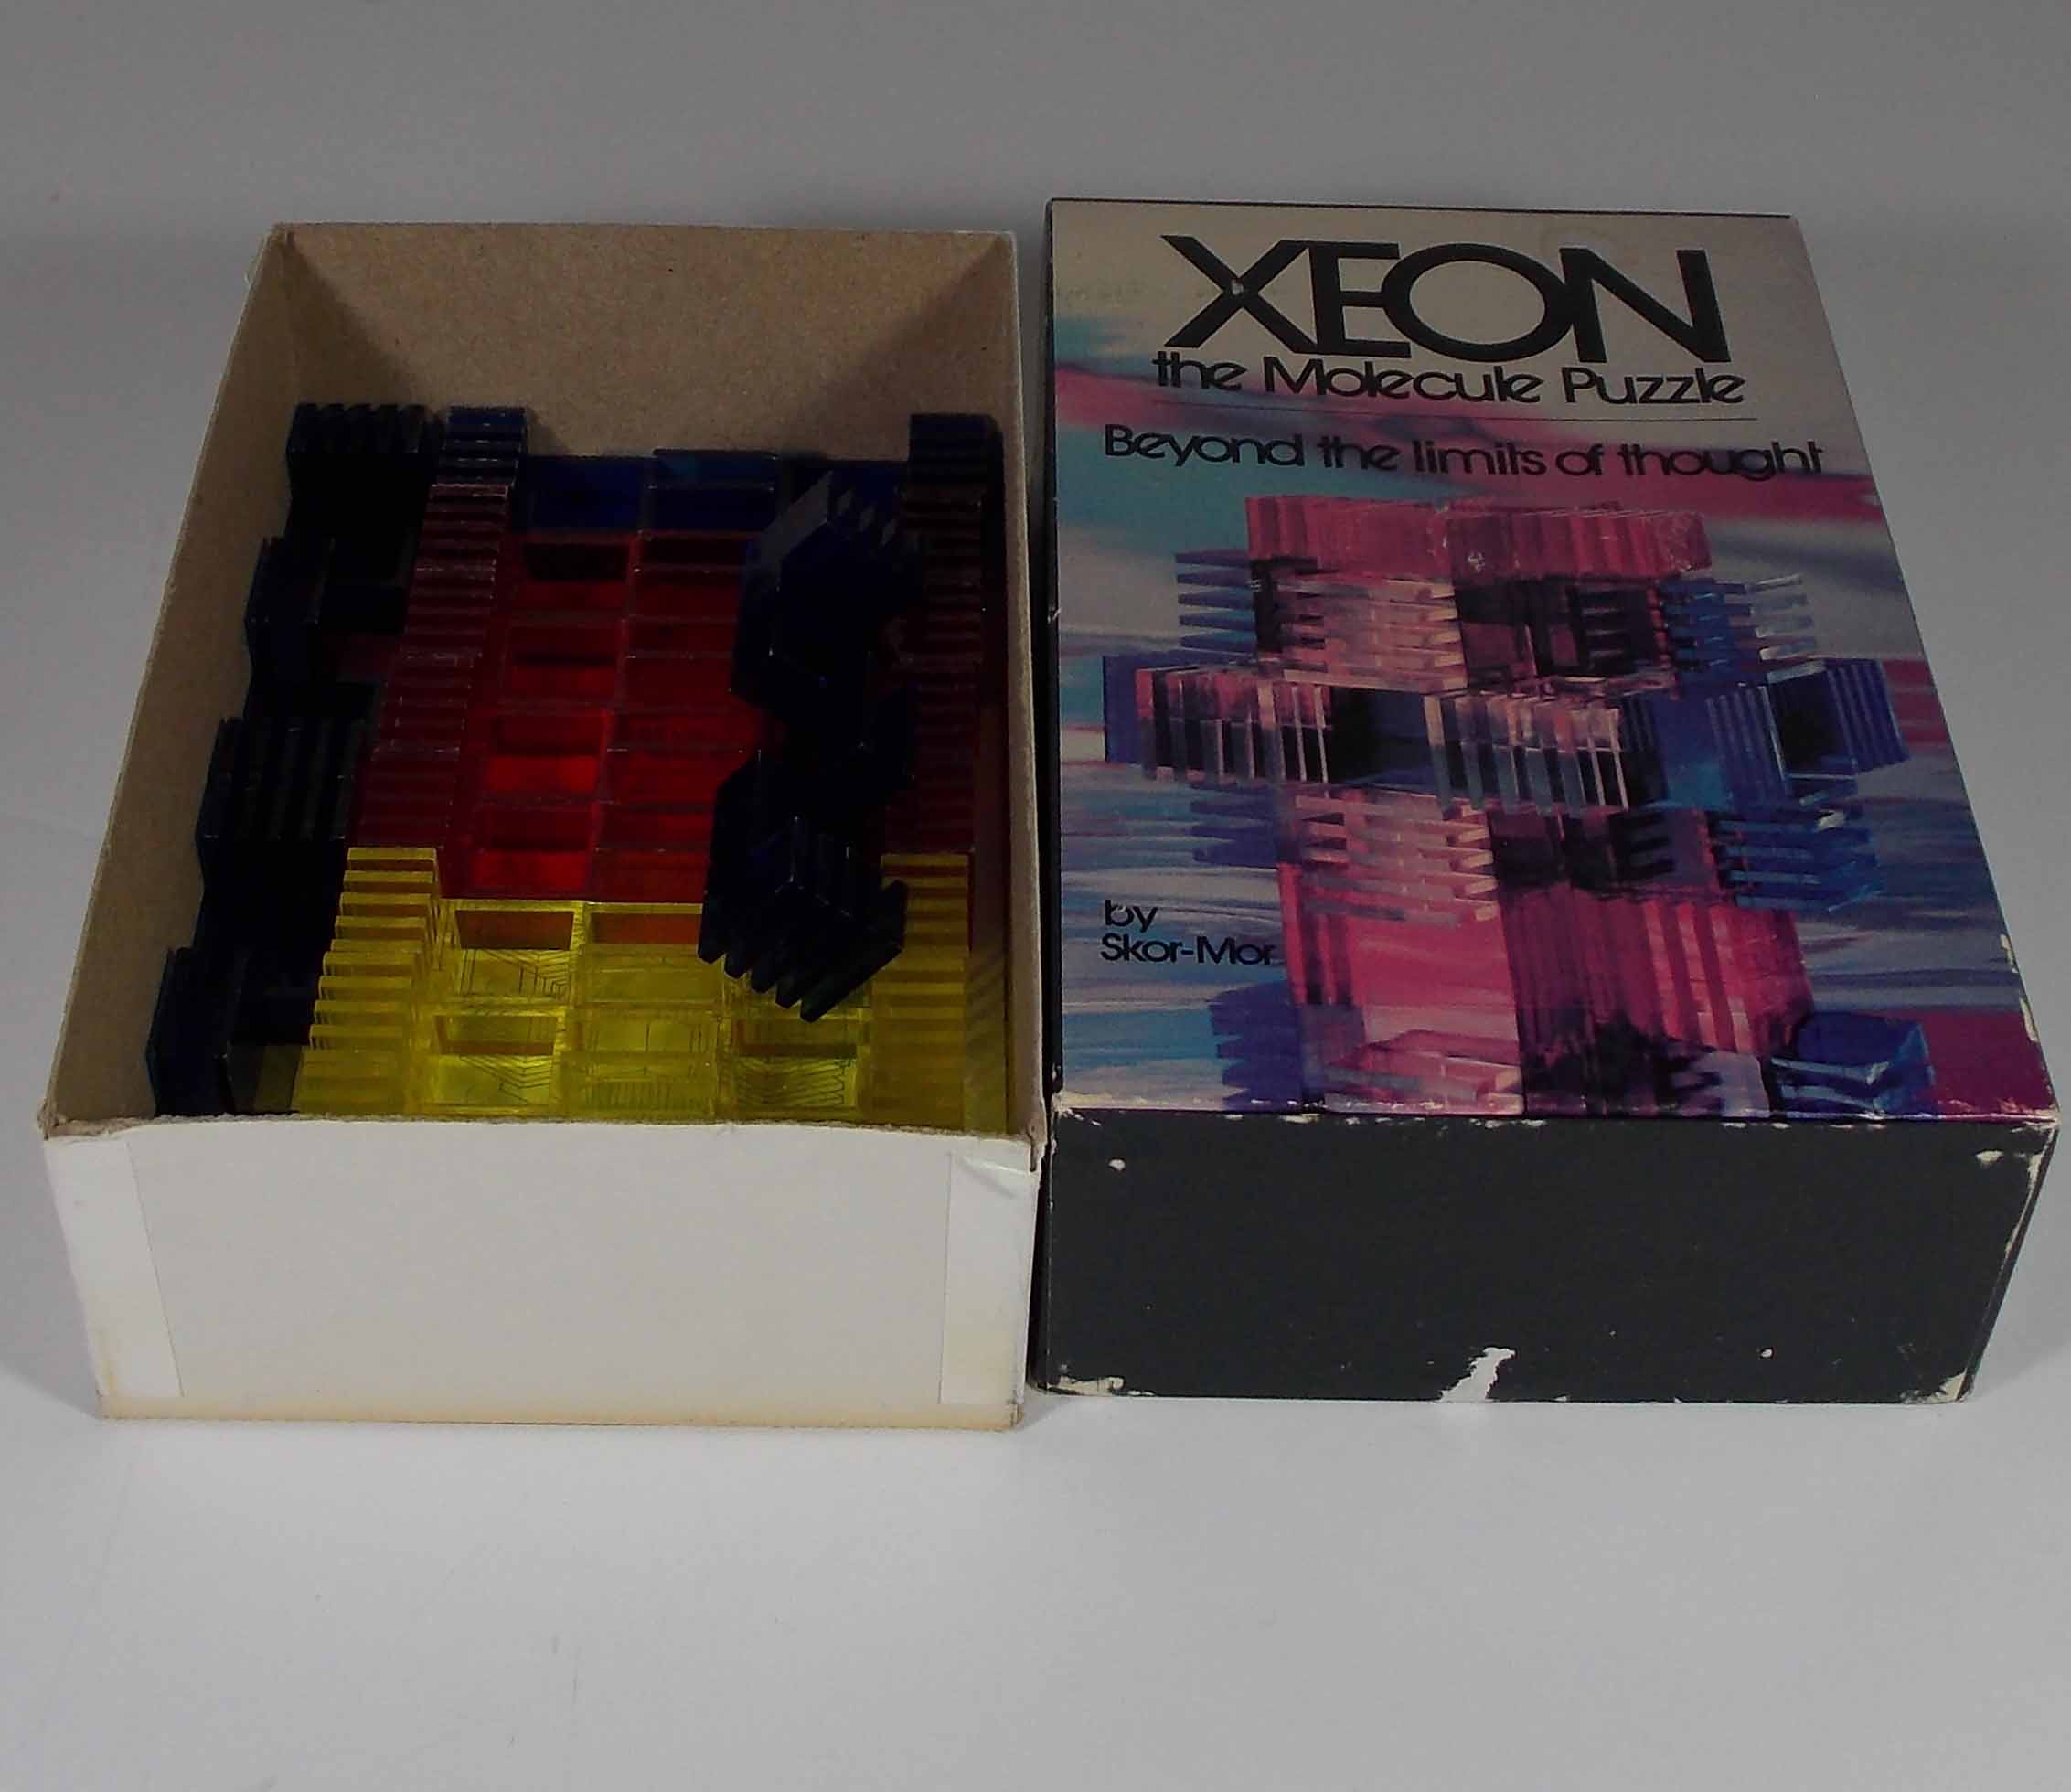 XEON
the Molecule Puzzle
Beyond the limits of thought
by
Skor-Mor